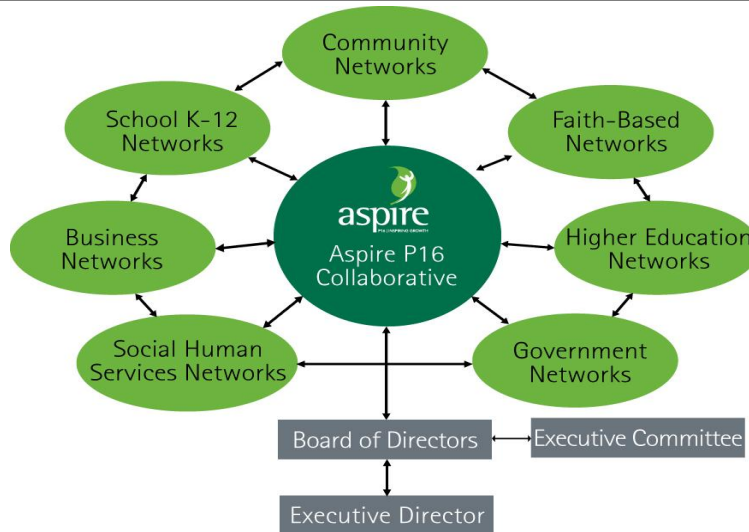 Community
Networks
School K-12
Networks
Faith-Based
Networks
aspire
Aspire P16
Collaborative
Business
Networks
Higher Education
Networks
Social Human
Services Networks
Government
Networks
Board of Directors
Executive Committee
Executive Director